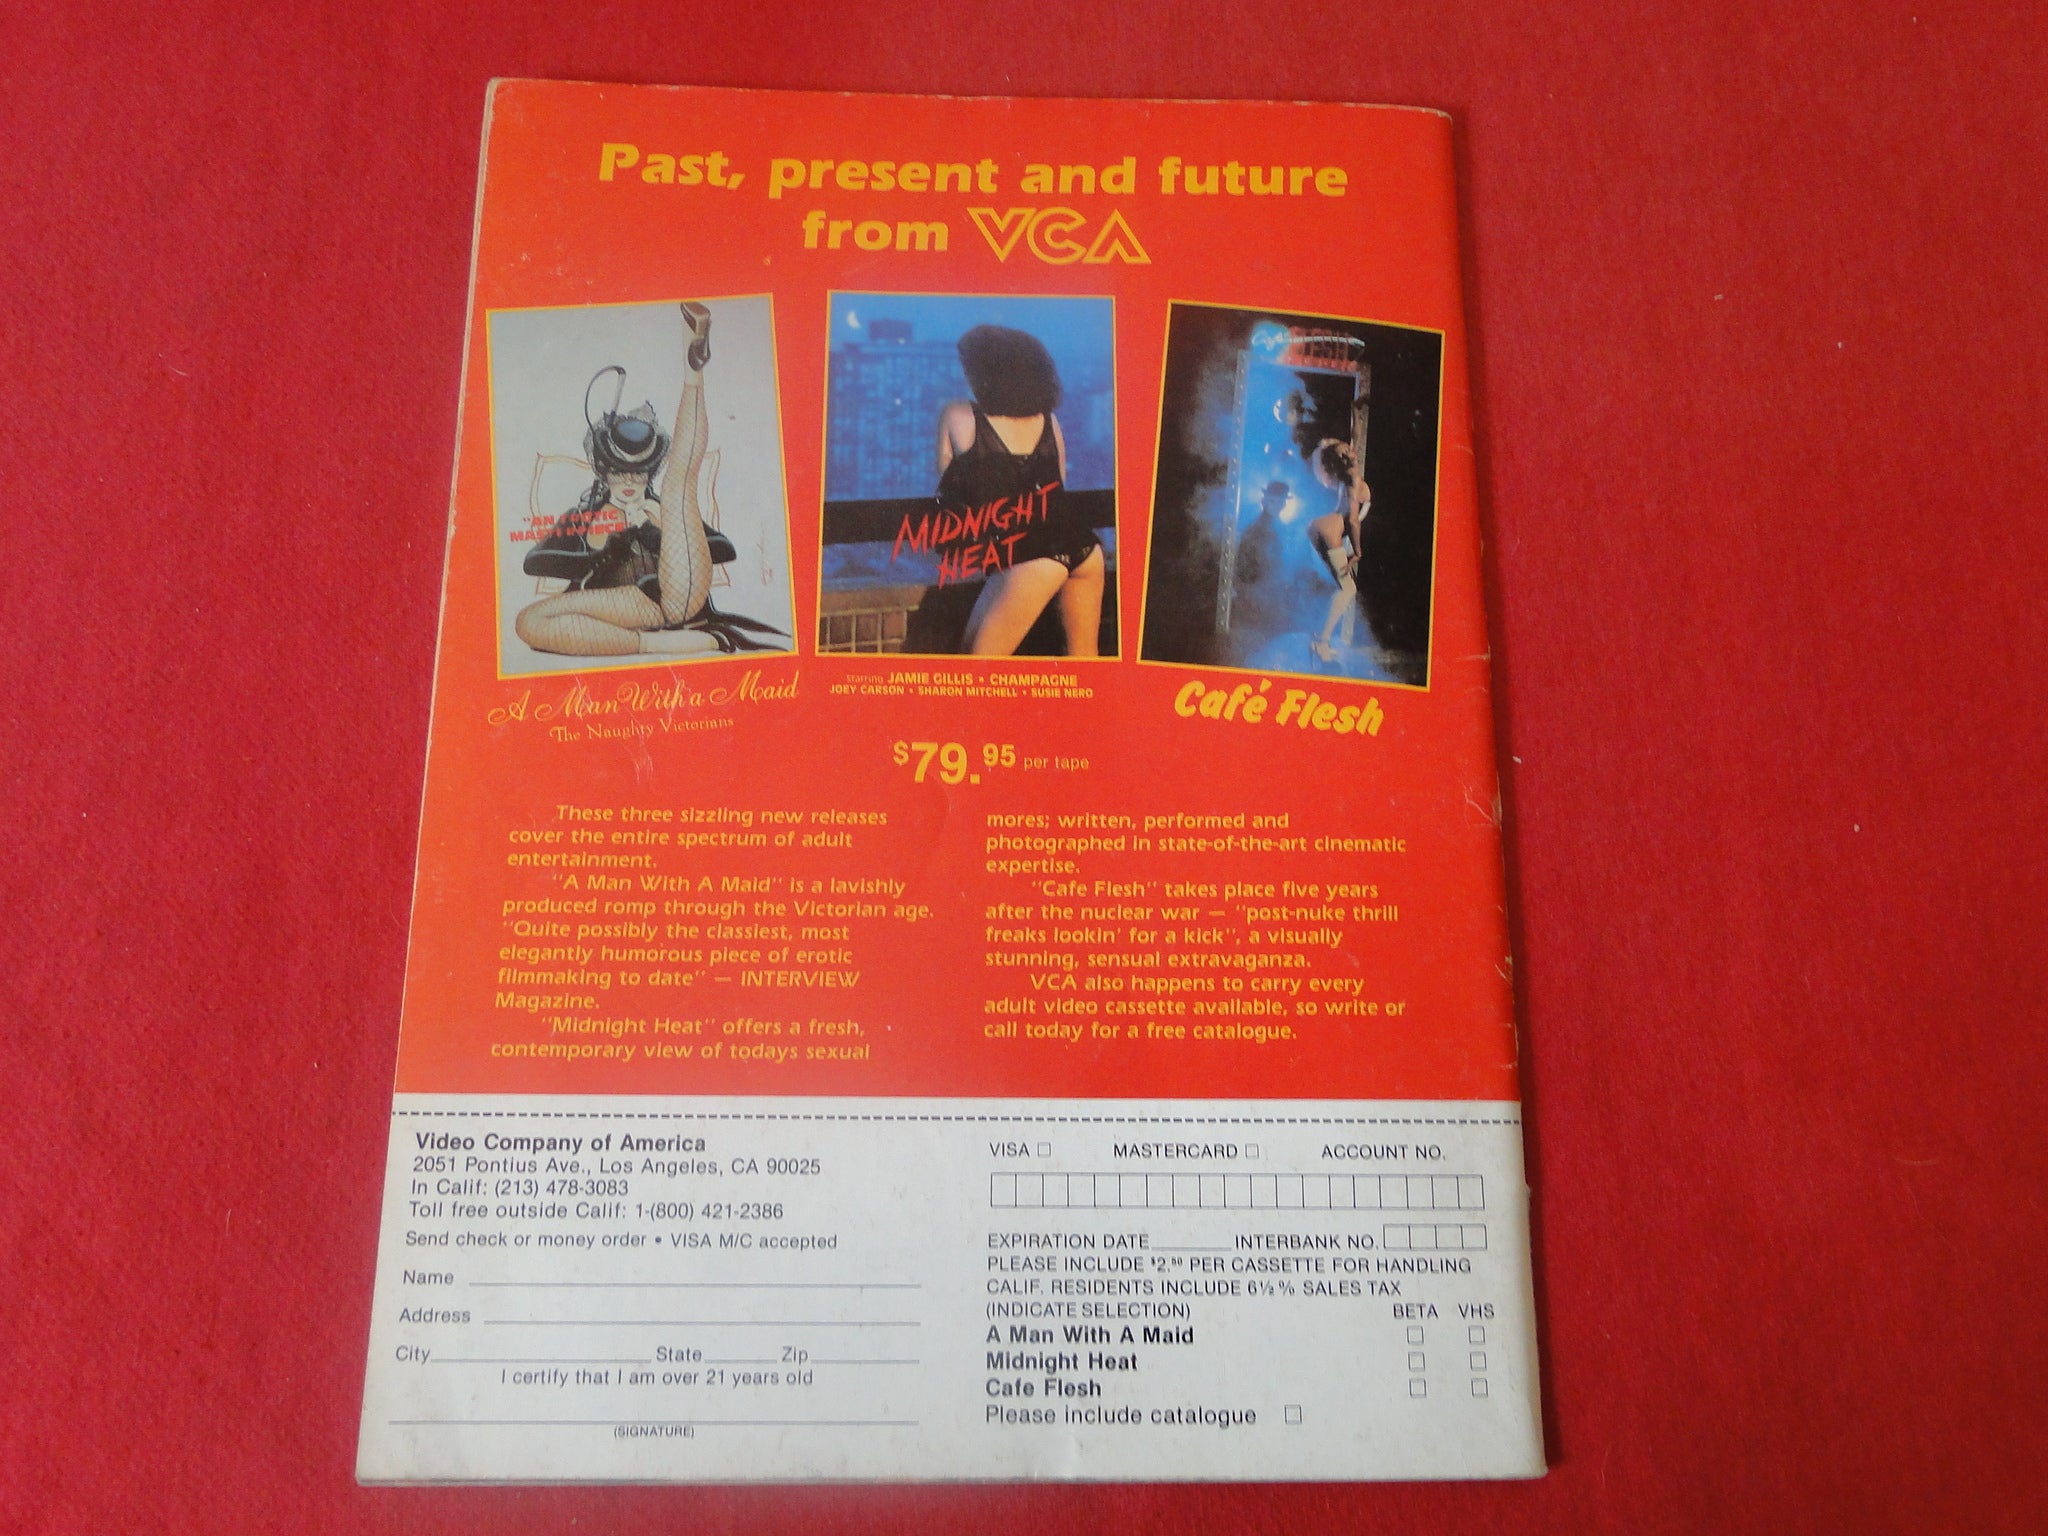 Past, present and future
from VCA
"AN EROTIC
MASTERPIECE"
MIDNIGHT
HEAT
A Man With a Maid
The Naughty Victorians
starring JAMIE GILLIS • CHAMPAGNE
JOEY CARSON • SHARON MITCHELL • SUSIE NERO
Café Flesh
$79.95 per tape
These three sizzling new releases
cover the entire spectrum of adult
entertainment.
"A Man With A Maid" is a lavishly
produced romp through the Victorian age.
"Quite possibly the classiest, most
elegantly humorous piece of erotic
filmmaking to date" — INTERVIEW
Magazine.
"Midnight Heat" offers a fresh,
contemporary view of todays sexual
mores; written, performed and
photographed in state-of-the-art cinematic
expertise.
"Cafe Flesh" takes place five years
after the nuclear war — "post-nuke thrill
freaks lookin' for a kick", a visually
stunning, sensual extravaganza.
VCA also happens to carry every
adult video cassette available, so write or
call today for a free catalogue.
Video Company of America
2051 Pontius Ave., Los Angeles, CA 90025
In Calif: (213) 478-3083
Toll free outside Calif: 1-(800) 421-2386
Send check or money order • VISA M/C accepted
Name
Address
City State Zip
I certify that I am over 21 years old
(SIGNATURE)
VISA □ MASTERCARD □ ACCOUNT NO.
EXPIRATION DATE INTERBANK NO.
PLEASE INCLUDE $2.50 PER CASSETTE FOR HANDLING
CALIF. RESIDENTS INCLUDE 6½% SALES TAX
(INDICATE SELECTION) BETA VHS
A Man With A Maid □ □
Midnight Heat □ □
Cafe Flesh □ □
Please include catalogue □